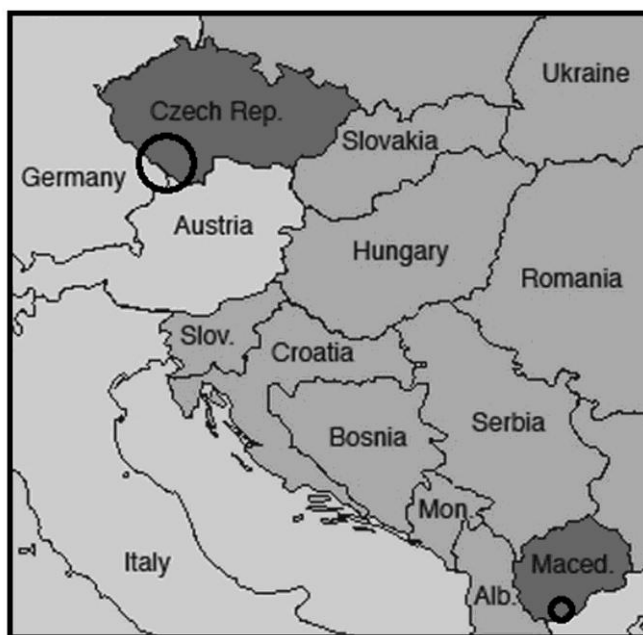 Ukraine
Czech Rep.
Slovakia
Germany
Austria
Hungary
Romania
Slov.
Croatia
Bosnia
Serbia
Mon.
Italy
Maced.
Alb.